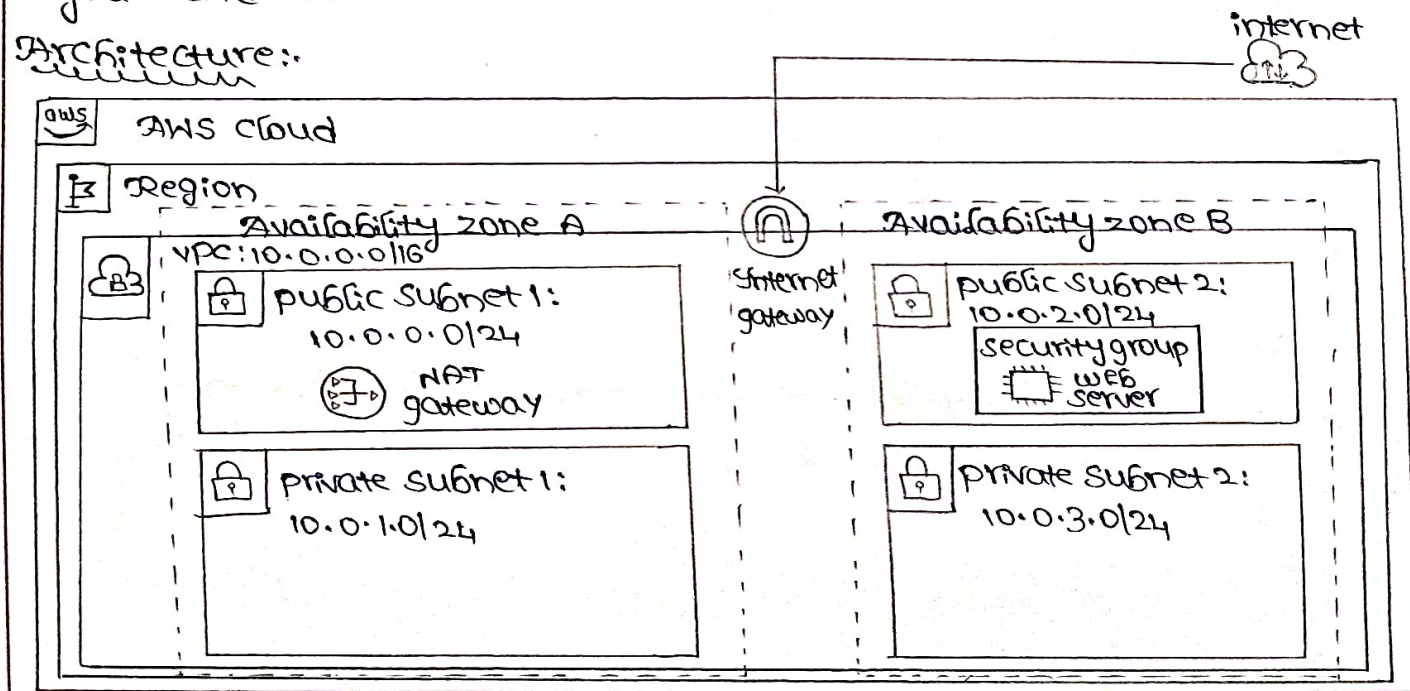 Architecture:
internet
aws
AWS Cloud
Region
Availability zone A
Availability zone B
VPC: 10.0.0.0/16
Internet
gateway
public subnet 1:
10.0.0.0/24
NAT
gateway
public subnet 2:
10.0.2.0/24
security group
web
server
private subnet 1:
10.0.1.0/24
private subnet 2:
10.0.3.0/24